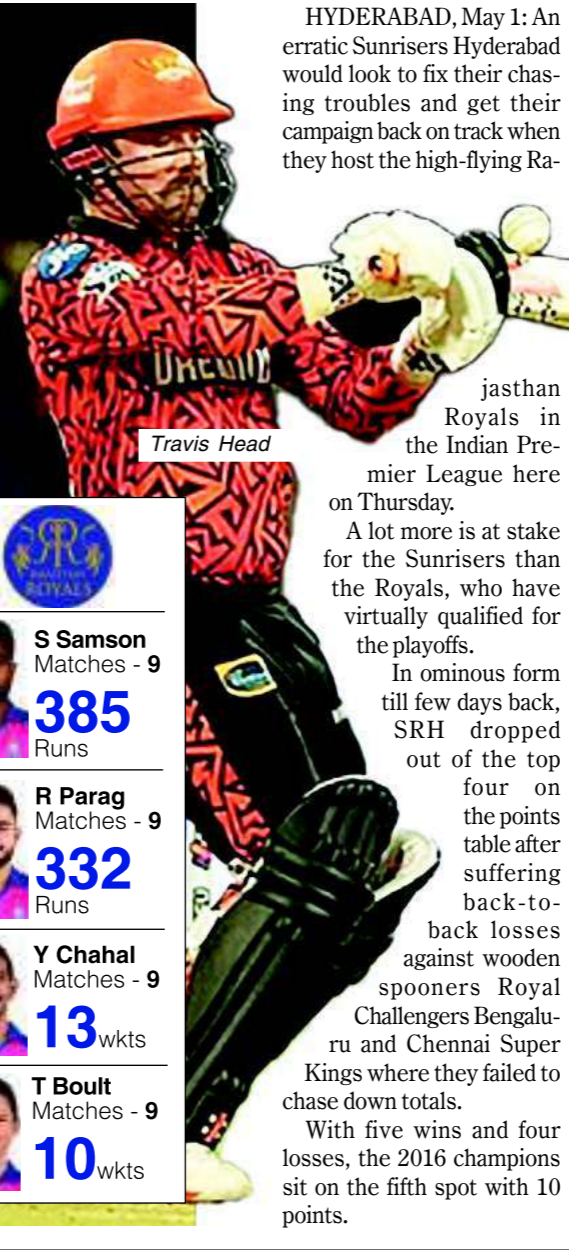 HYDERABAD, May 1: An
erratic Sunrisers Hyderabad
would look to fix their chas-
ing troubles and get their
campaign back on track when
they host the high-flying Ra-
jasthan
Royals in
the Indian Pre-
mier League here
on Thursday.
A lot more is at stake
for the Sunrisers than
the Royals, who have
virtually qualified for
the playoffs.
In ominous form
till few days back,
SRH dropped
out of the top
four on
the points
table after
suffering
back-to-
back losses
against wooden
spooners Royal
Challengers Bengalu-
ru and Chennai Super
Kings where they failed to
chase down totals.
With five wins and four
losses, the 2016 champions
sit on the fifth spot with 10
points.
Travis Head
ROYALS
S Samson
Matches - 9
385
Runs
R Parag
Matches - 9
332
Runs
Y Chahal
Matches - 9
13wkts
T Boult
Matches - 9
10wkts